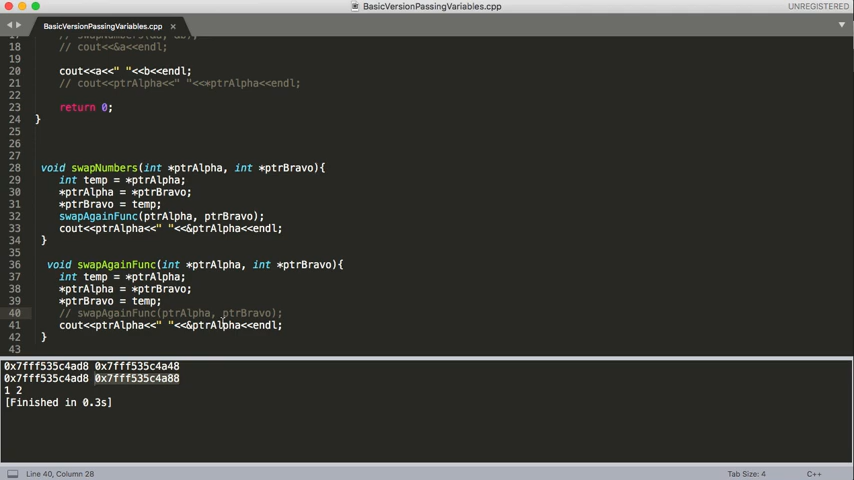 BasicVersionPassingVariables.cpp
UNREGISTERED
BasicVersionPassingVariables.cpp ×
18 // cout<<&a<<endl;
19
20 cout<<a<<" "<<b<<endl;
21 // cout<<ptrAlpha<<" "<<*ptrAlpha<<endl;
22
23 return 0;
24 }
25
26
27
28 void swapNumbers(int *ptrAlpha, int *ptrBravo){
29 int temp = *ptrAlpha;
30 *ptrAlpha = *ptrBravo;
31 *ptrBravo = temp;
32 swapAgainFunc(ptrAlpha, ptrBravo);
33 cout<<ptrAlpha<<" "<<&ptrAlpha<<endl;
34 }
35
36 void swapAgainFunc(int *ptrAlpha, int *ptrBravo){
37 int temp = *ptrAlpha;
38 *ptrAlpha = *ptrBravo;
39 *ptrBravo = temp;
40 // swapAgainFunc(ptrAlpha, ptrBravo);
41 cout<<ptrAlpha<<" "<<&ptrAlpha<<endl;
42 }
43
0x7fff535c4ad8 0x7fff535c4a48
0x7fff535c4ad8 0x7fff535c4a88
1 2
[Finished in 0.3s]
Line 40, Column 28
Tab Size: 4
C++